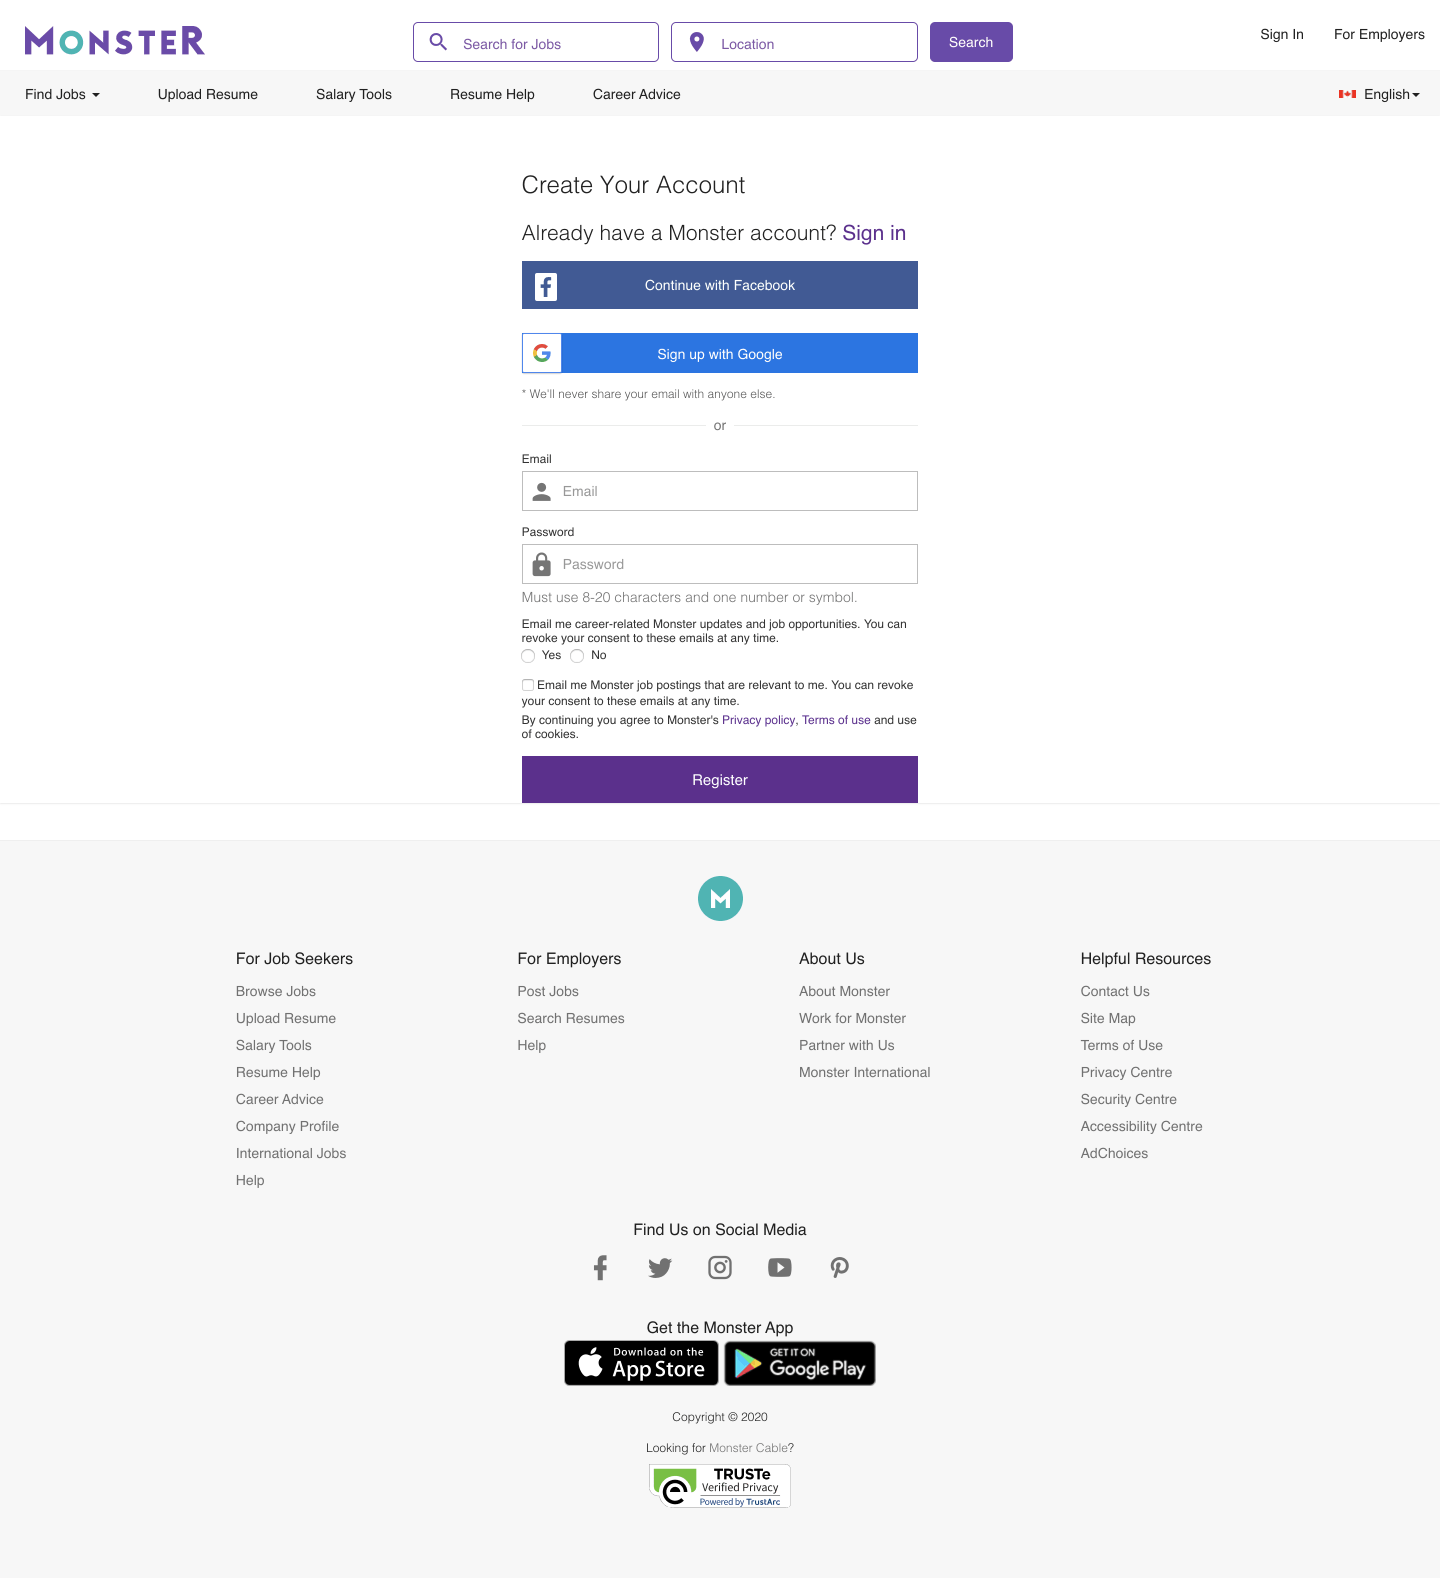 MONSTER
Search for Jobs
Location
Search
Sign In
For Employers
Find Jobs
Upload Resume
Salary Tools
Resume Help
Career Advice
English
Create Your Account
Already have a Monster account? Sign in
Continue with Facebook
Sign up with Google
* We'll never share your email with anyone else.
or
Email
Email
Password
Password
Must use 8-20 characters and one number or symbol.
Email me career-related Monster updates and job opportunities. You can
revoke your consent to these emails at any time.
Yes No
Email me Monster job postings that are relevant to me. You can revoke
your consent to these emails at any time.
By continuing you agree to Monster's Privacy policy, Terms of use and use
of cookies.
Register
M
For Job Seekers
Browse Jobs
Upload Resume
Salary Tools
Resume Help
Career Advice
Company Profile
International Jobs
Help
For Employers
Post Jobs
Search Resumes
Help
About Us
About Monster
Work for Monster
Partner with Us
Monster International
Helpful Resources
Contact Us
Site Map
Terms of Use
Privacy Centre
Security Centre
Accessibility Centre
AdChoices
Find Us on Social Media
Get the Monster App
Download on the
App Store
GET IT ON
Google Play
Copyright © 2020
Looking for Monster Cable?
TRUSTe
Verified Privacy
Powered by TrustArc